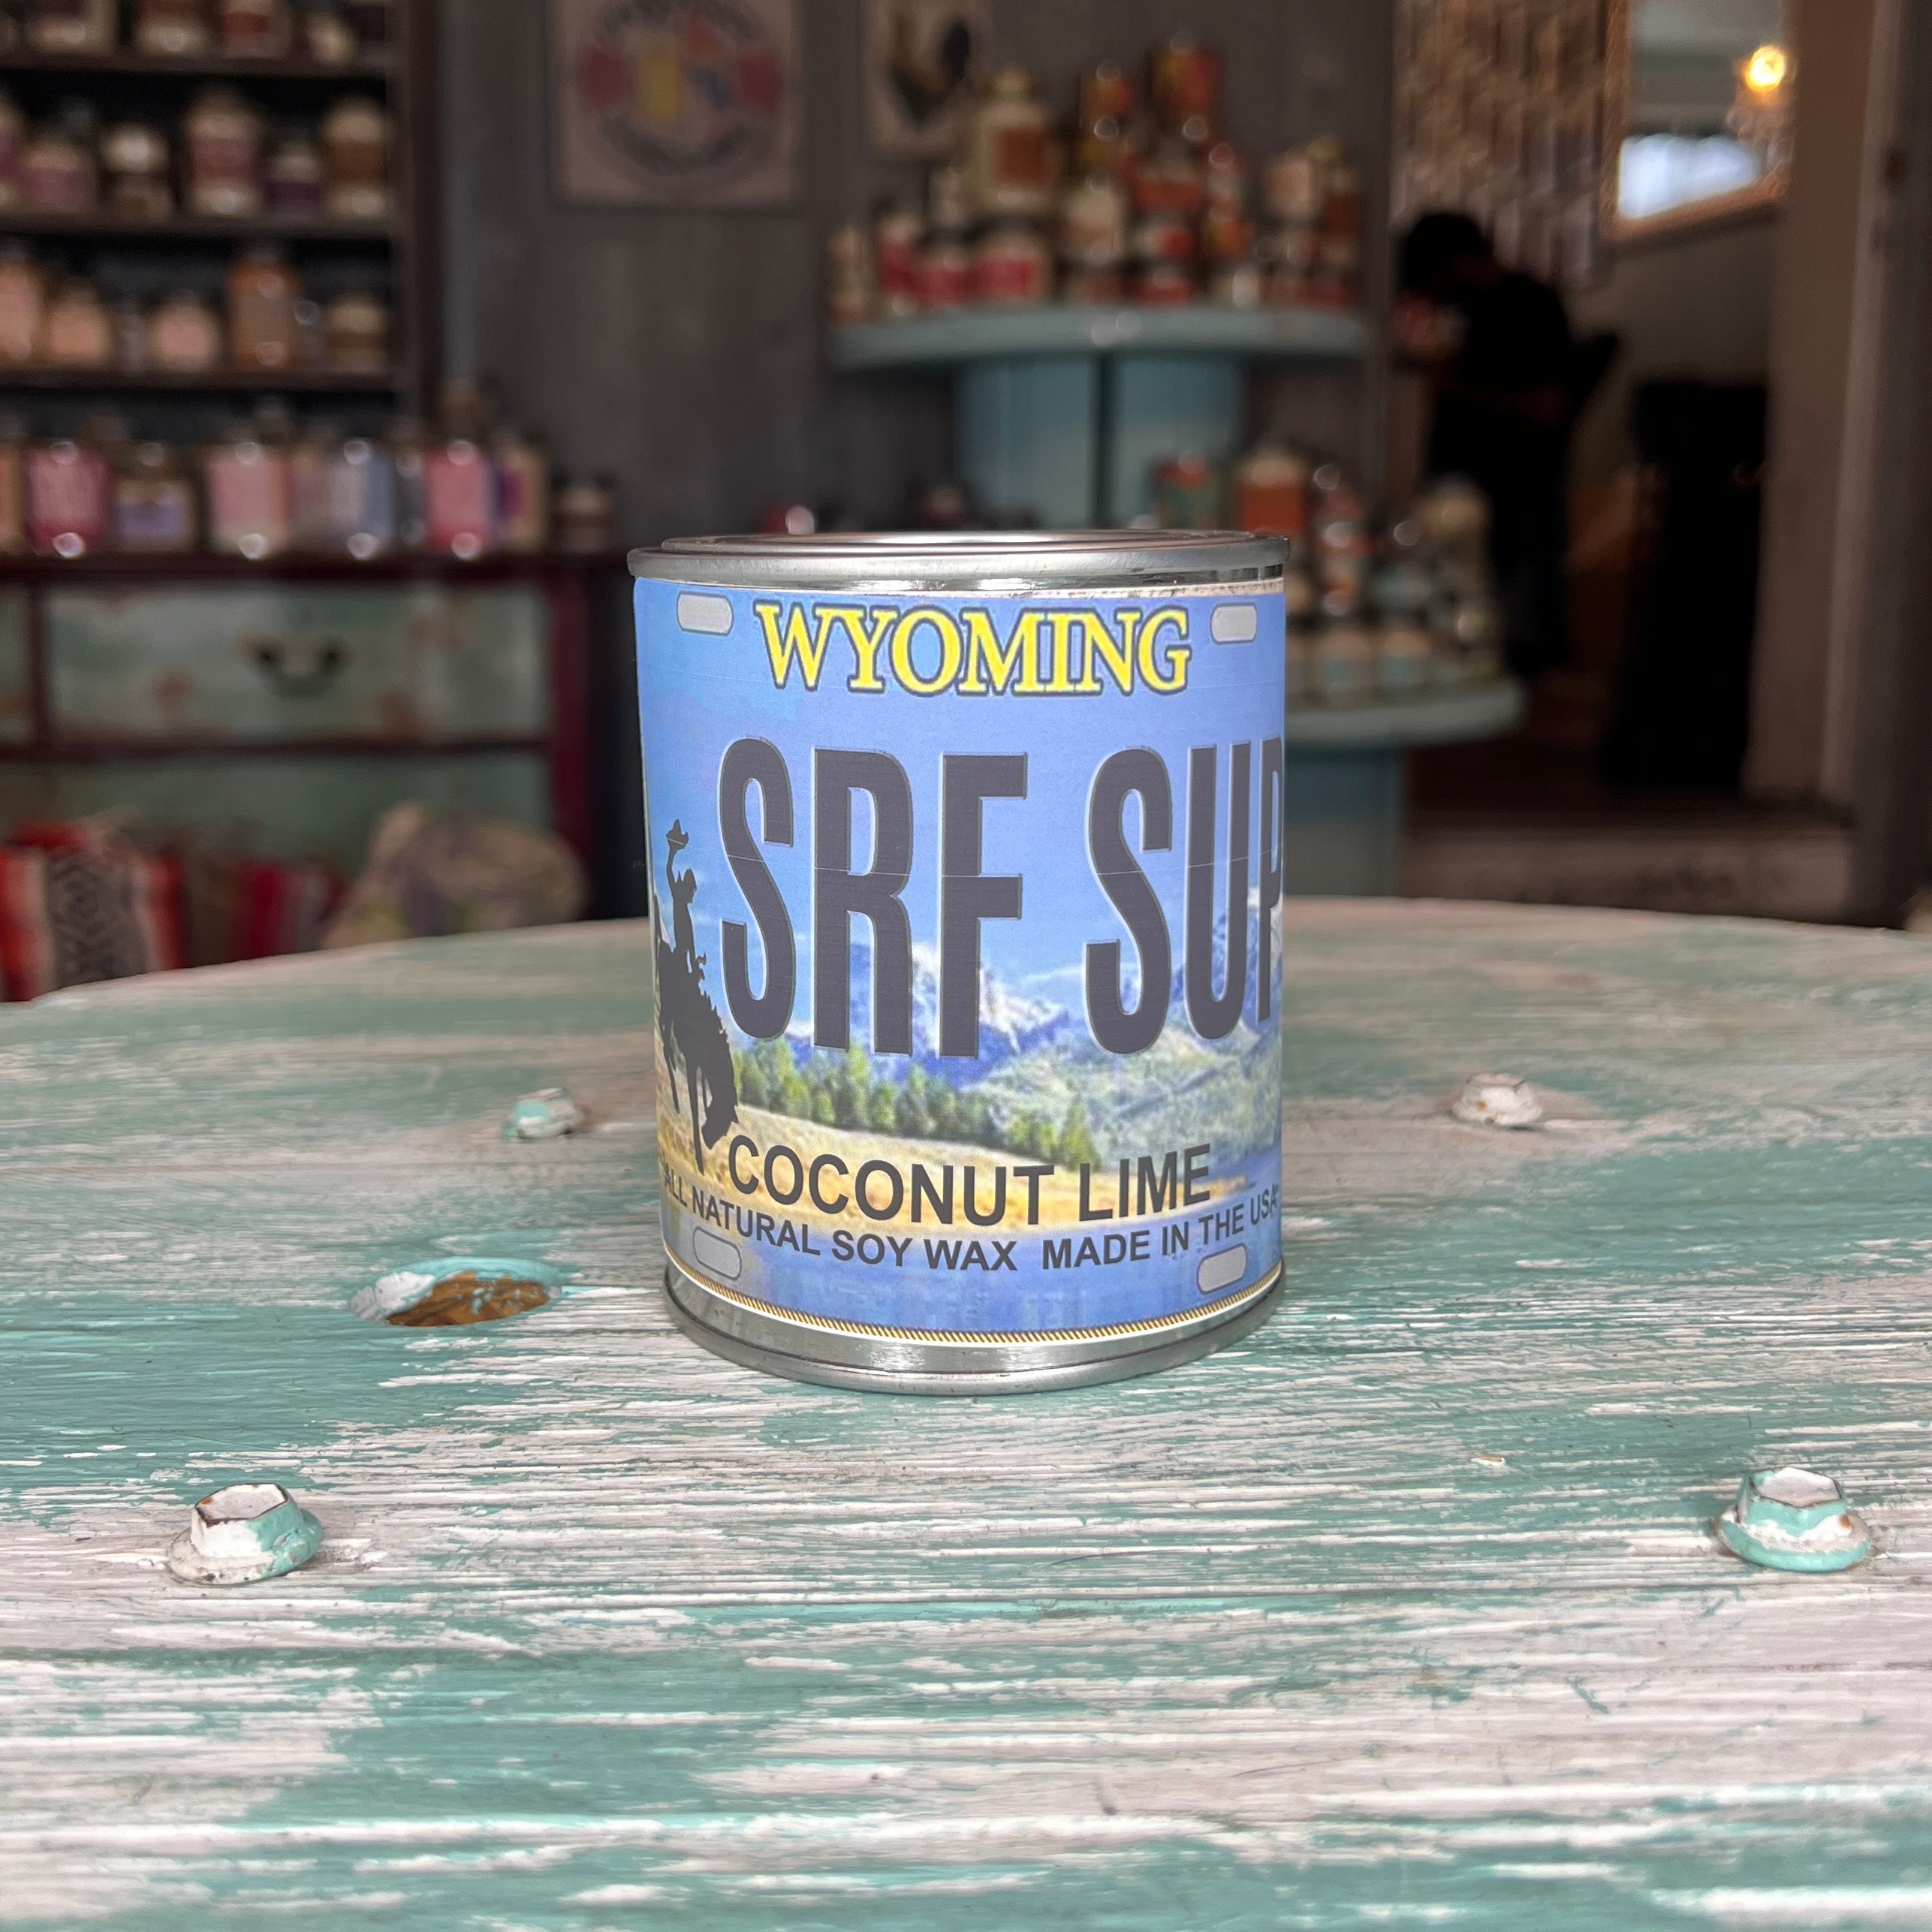 WYOMING
SRF SUP
COCONUT LIME
ALL NATURAL SOY WAX MADE IN THE USA